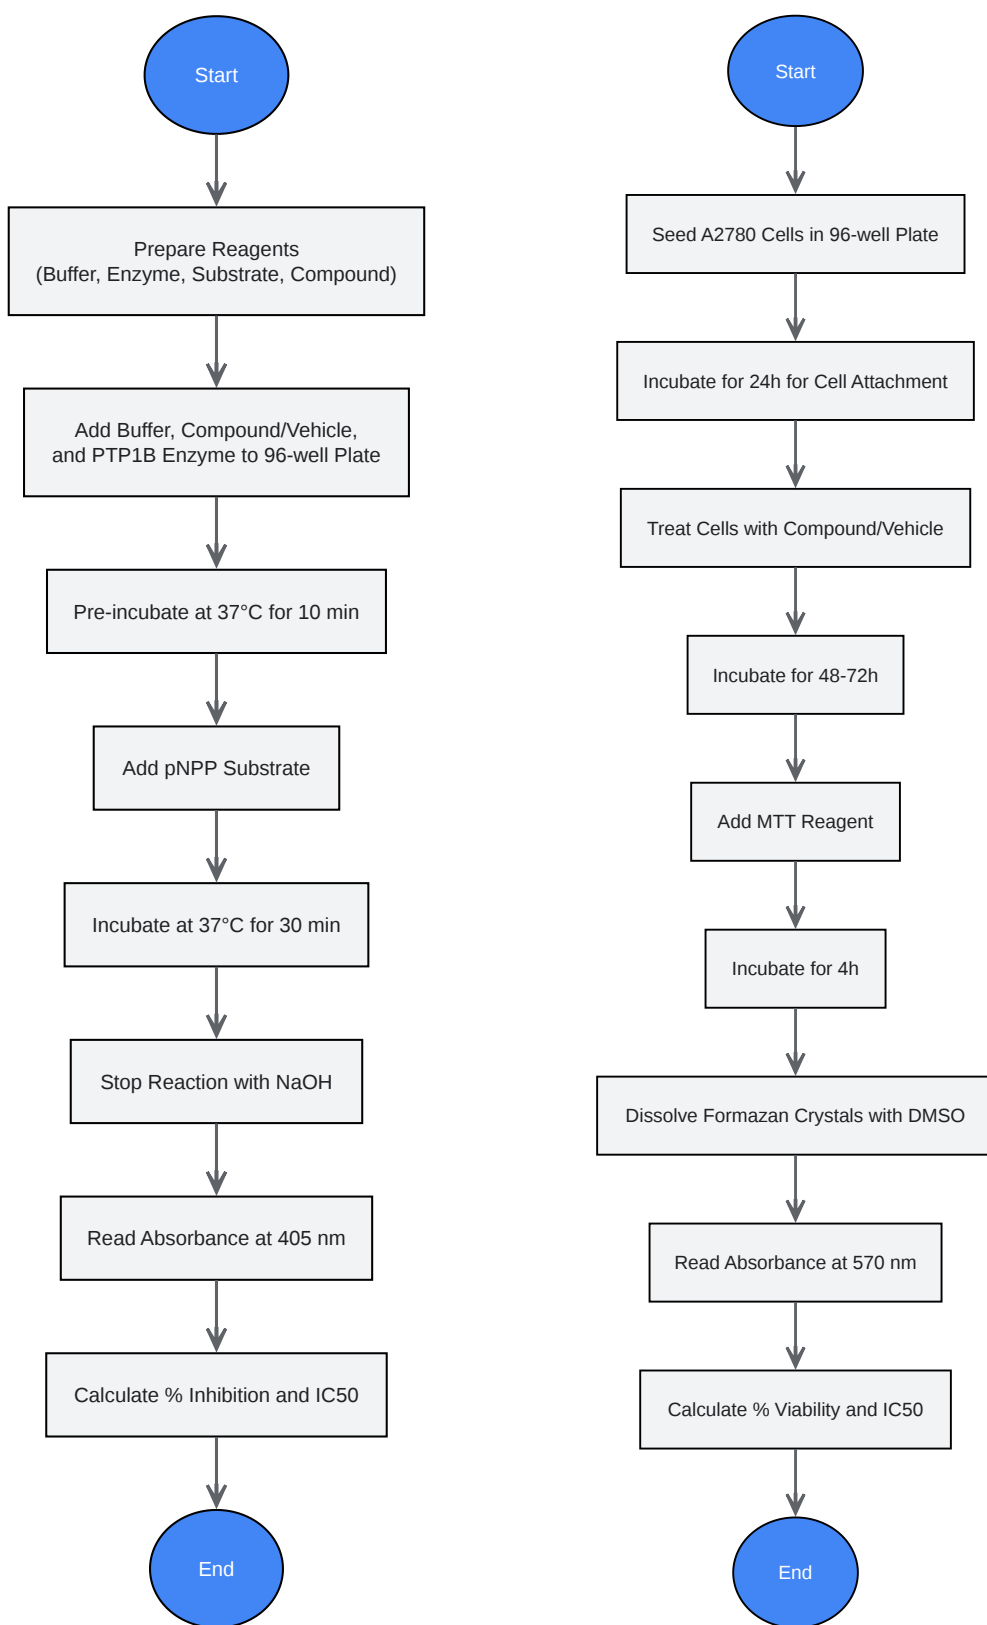 Start
Prepare Reagents
(Buffer, Enzyme, Substrate, Compound)
Add Buffer, Compound/Vehicle,
and PTP1B Enzyme to 96-well Plate
Pre-incubate at 37°C for 10 min
Add pNPP Substrate
Incubate at 37°C for 30 min
Stop Reaction with NaOH
Read Absorbance at 405 nm
Calculate % Inhibition and IC50
End
Start
Seed A2780 Cells in 96-well Plate
Incubate for 24h for Cell Attachment
Treat Cells with Compound/Vehicle
Incubate for 48-72h
Add MTT Reagent
Incubate for 4h
Dissolve Formazan Crystals with DMSO
Read Absorbance at 570 nm
Calculate % Viability and IC50
End